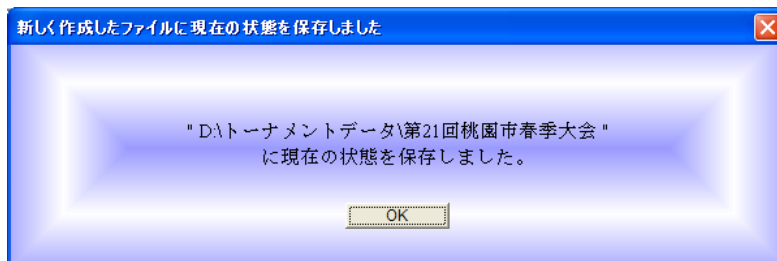 新しく作成したファイルに現在の状態を保存しました
" D:\トーナメントデータ\第21回桃園市春季大会 "
に現在の状態を保存しました。
OK